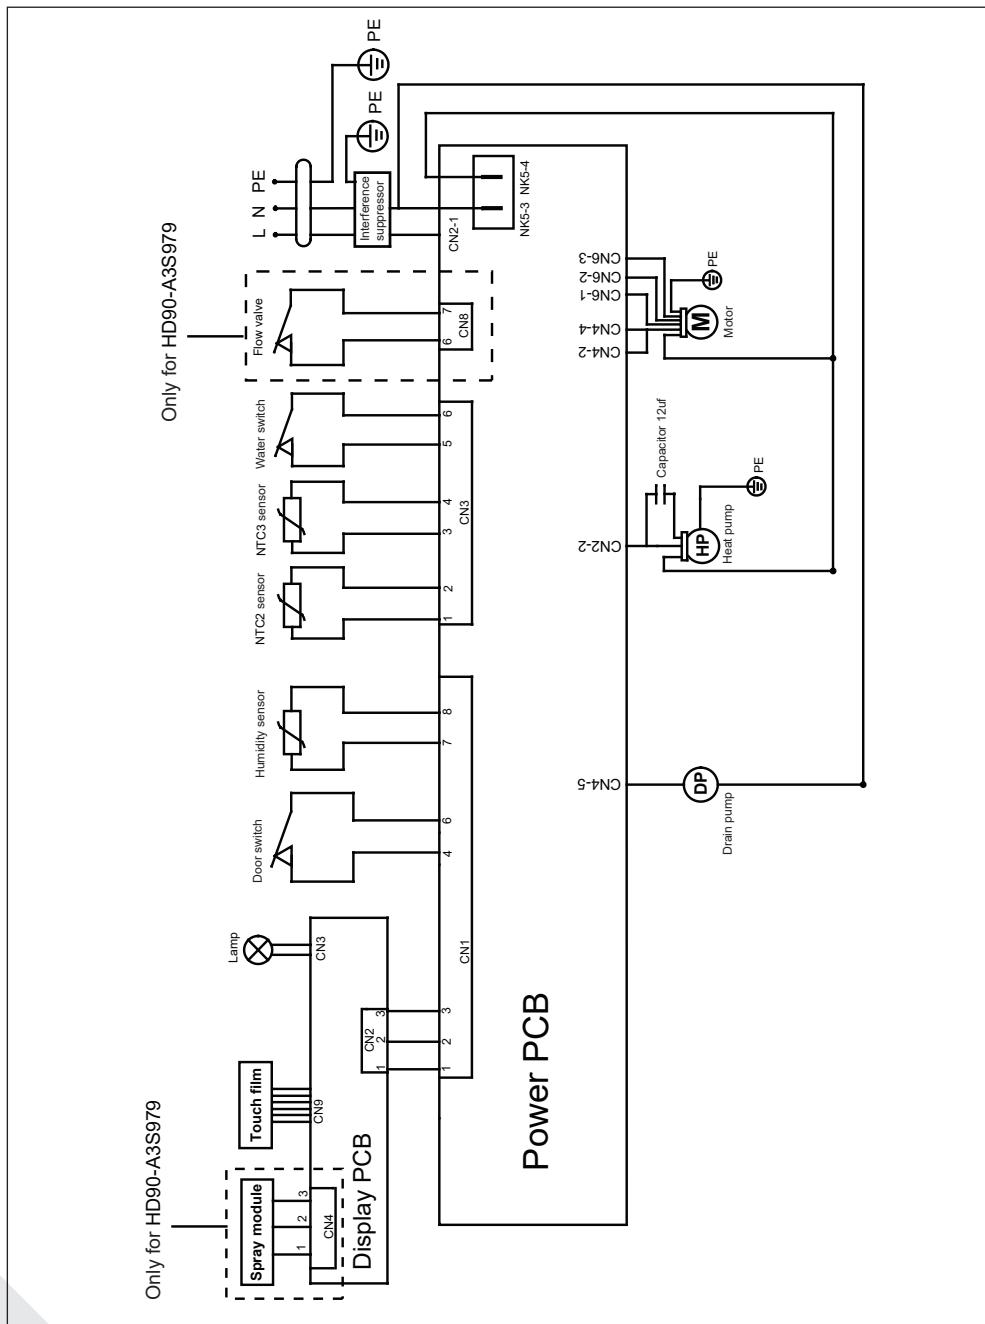 Only for HD90-A3S979
Spray module
1
2
3
CN4
Touch film
CN9
Lamp
CN3
Display PCB
CN2
1
2
3
Door switch
4
6
Humidity sensor
7
8
1
2
3
CN1
NTC2 sensor
1
2
NTC3 sensor
3
4
Water switch
5
6
CN3
Only for HD90-A3S979
Flow valve
6
7
CN8
L
N
PE
Interference
suppressor
PE
PE
CN2-1
NK5-3
NK5-4
Power PCB
CN4-5
DP
Drain pump
CN2-2
HP
Heat pump
Capacitor 12uf
PE
CN4-2
CN4-4
CN6-1
CN6-2
CN6-3
M
Motor
PE